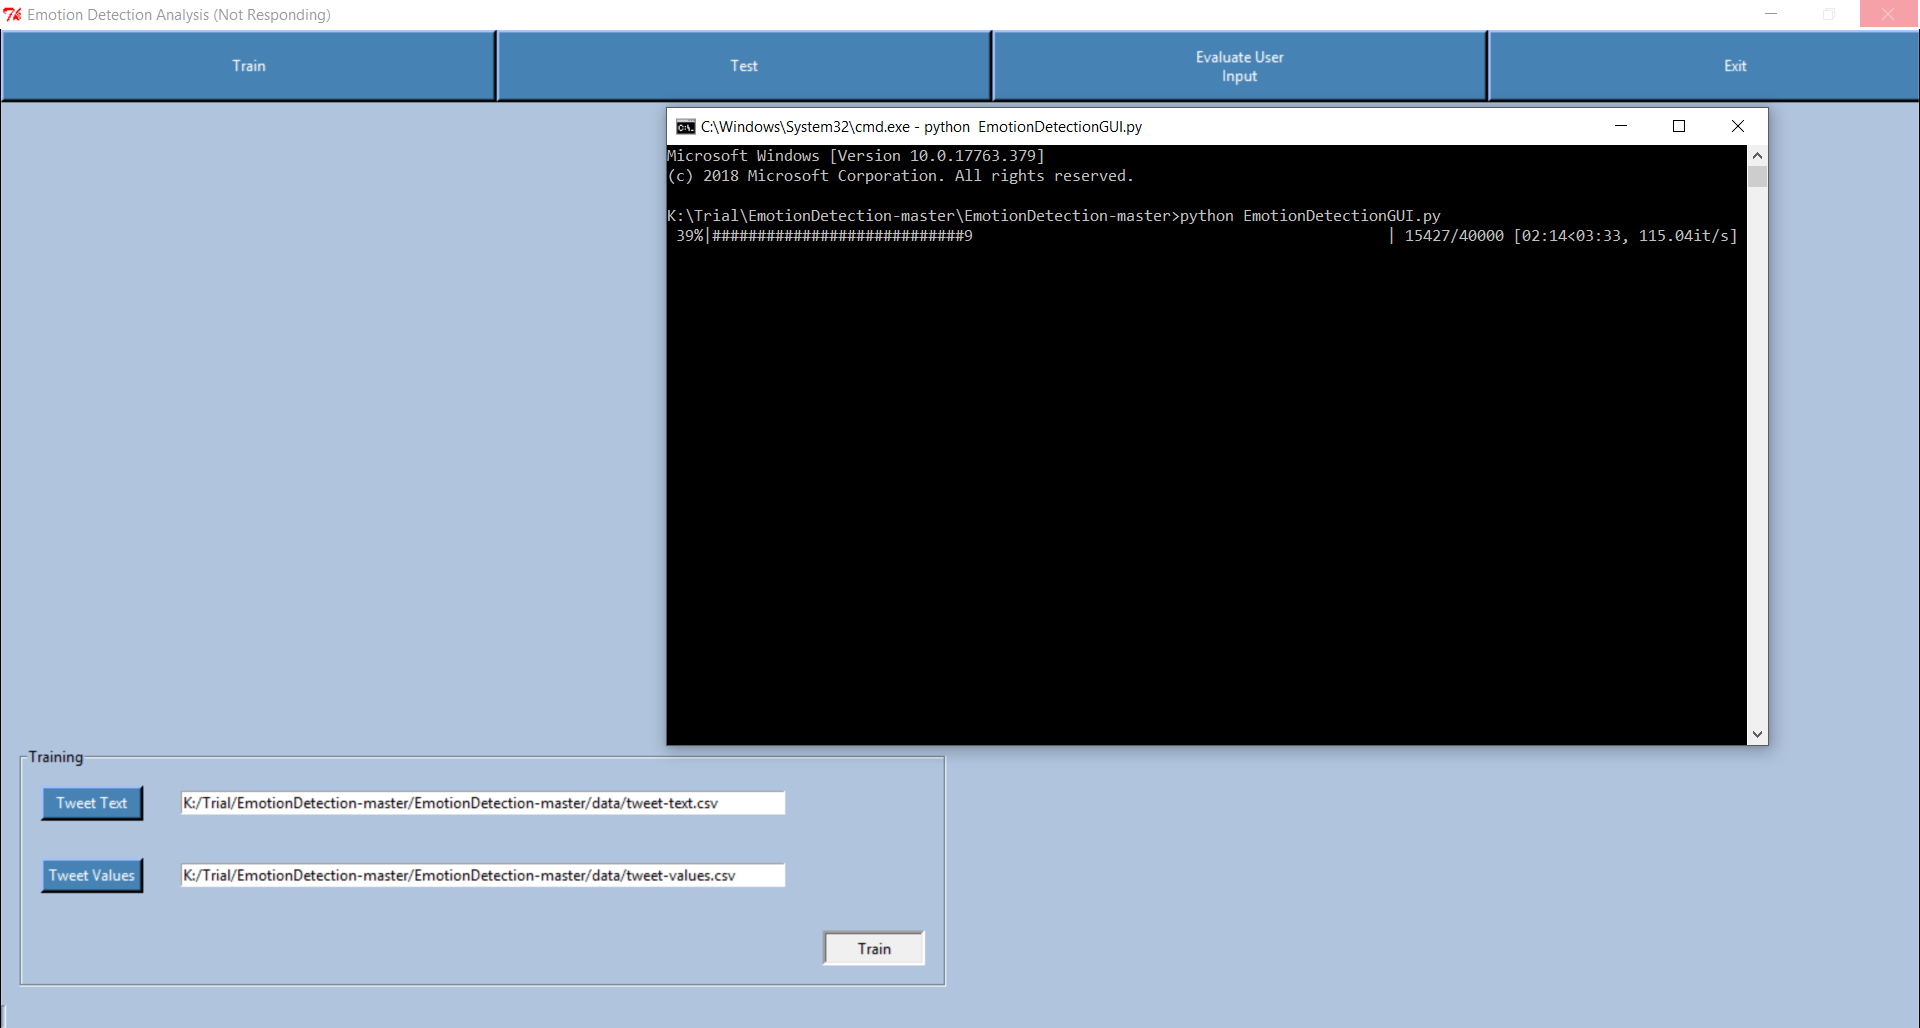 Emotion Detection Analysis (Not Responding)
Train
Test
Evaluate User
Input
Exit
C:\Windows\System32\cmd.exe - python  EmotionDetectionGUI.py
Microsoft Windows [Version 10.0.17763.379]
(c) 2018 Microsoft Corporation. All rights reserved.
K:\Trial\EmotionDetection-master\EmotionDetection-master>python EmotionDetectionGUI.py
39%|############################9 | 15427/40000 [02:14<03:33, 115.04it/s]
Training
Tweet Text
K:/Trial/EmotionDetection-master/EmotionDetection-master/data/tweet-text.csv
Tweet Values
K:/Trial/EmotionDetection-master/EmotionDetection-master/data/tweet-values.csv
Train